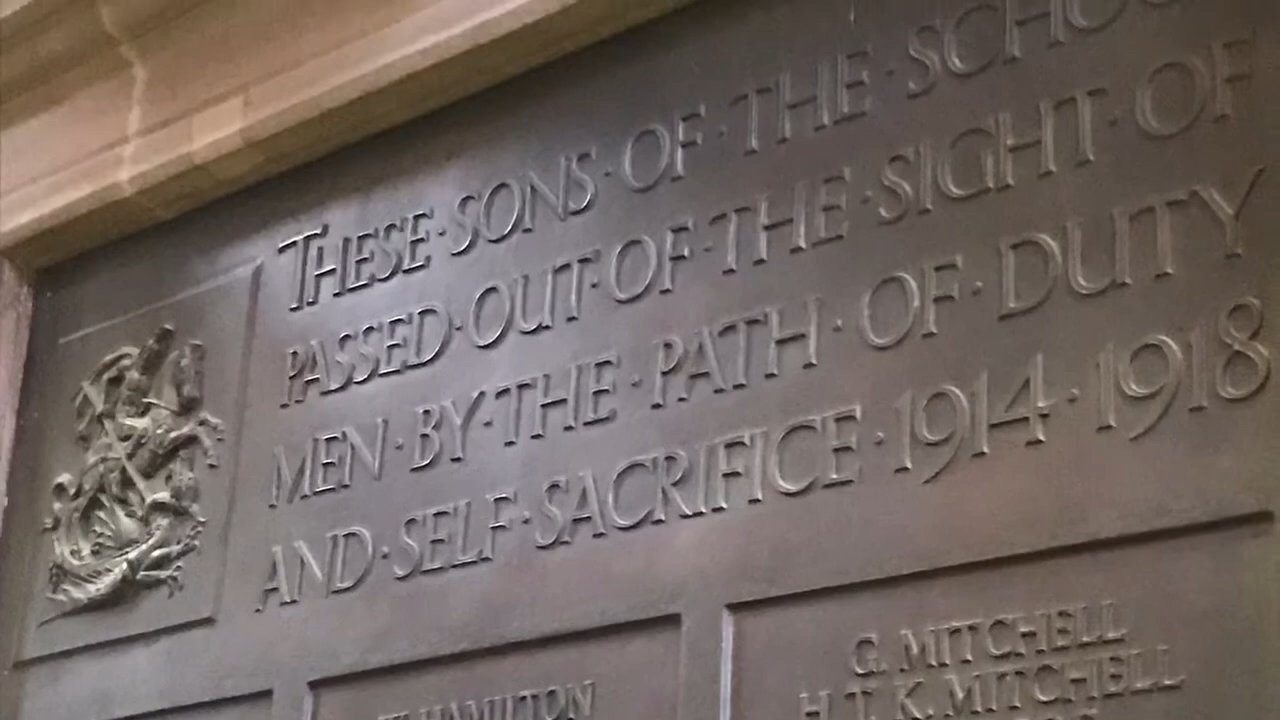 THESE·SONS·OF·THE·SCHOO
PASSED·OUT·OF·THE·SIGHT·OF
MEN·BY·THE·PATH·OF·DUTY
AND·SELF·SACRIFICE·1914·1918
HAMILTON
G. MITCHELL
H. T. K. MITCHELL